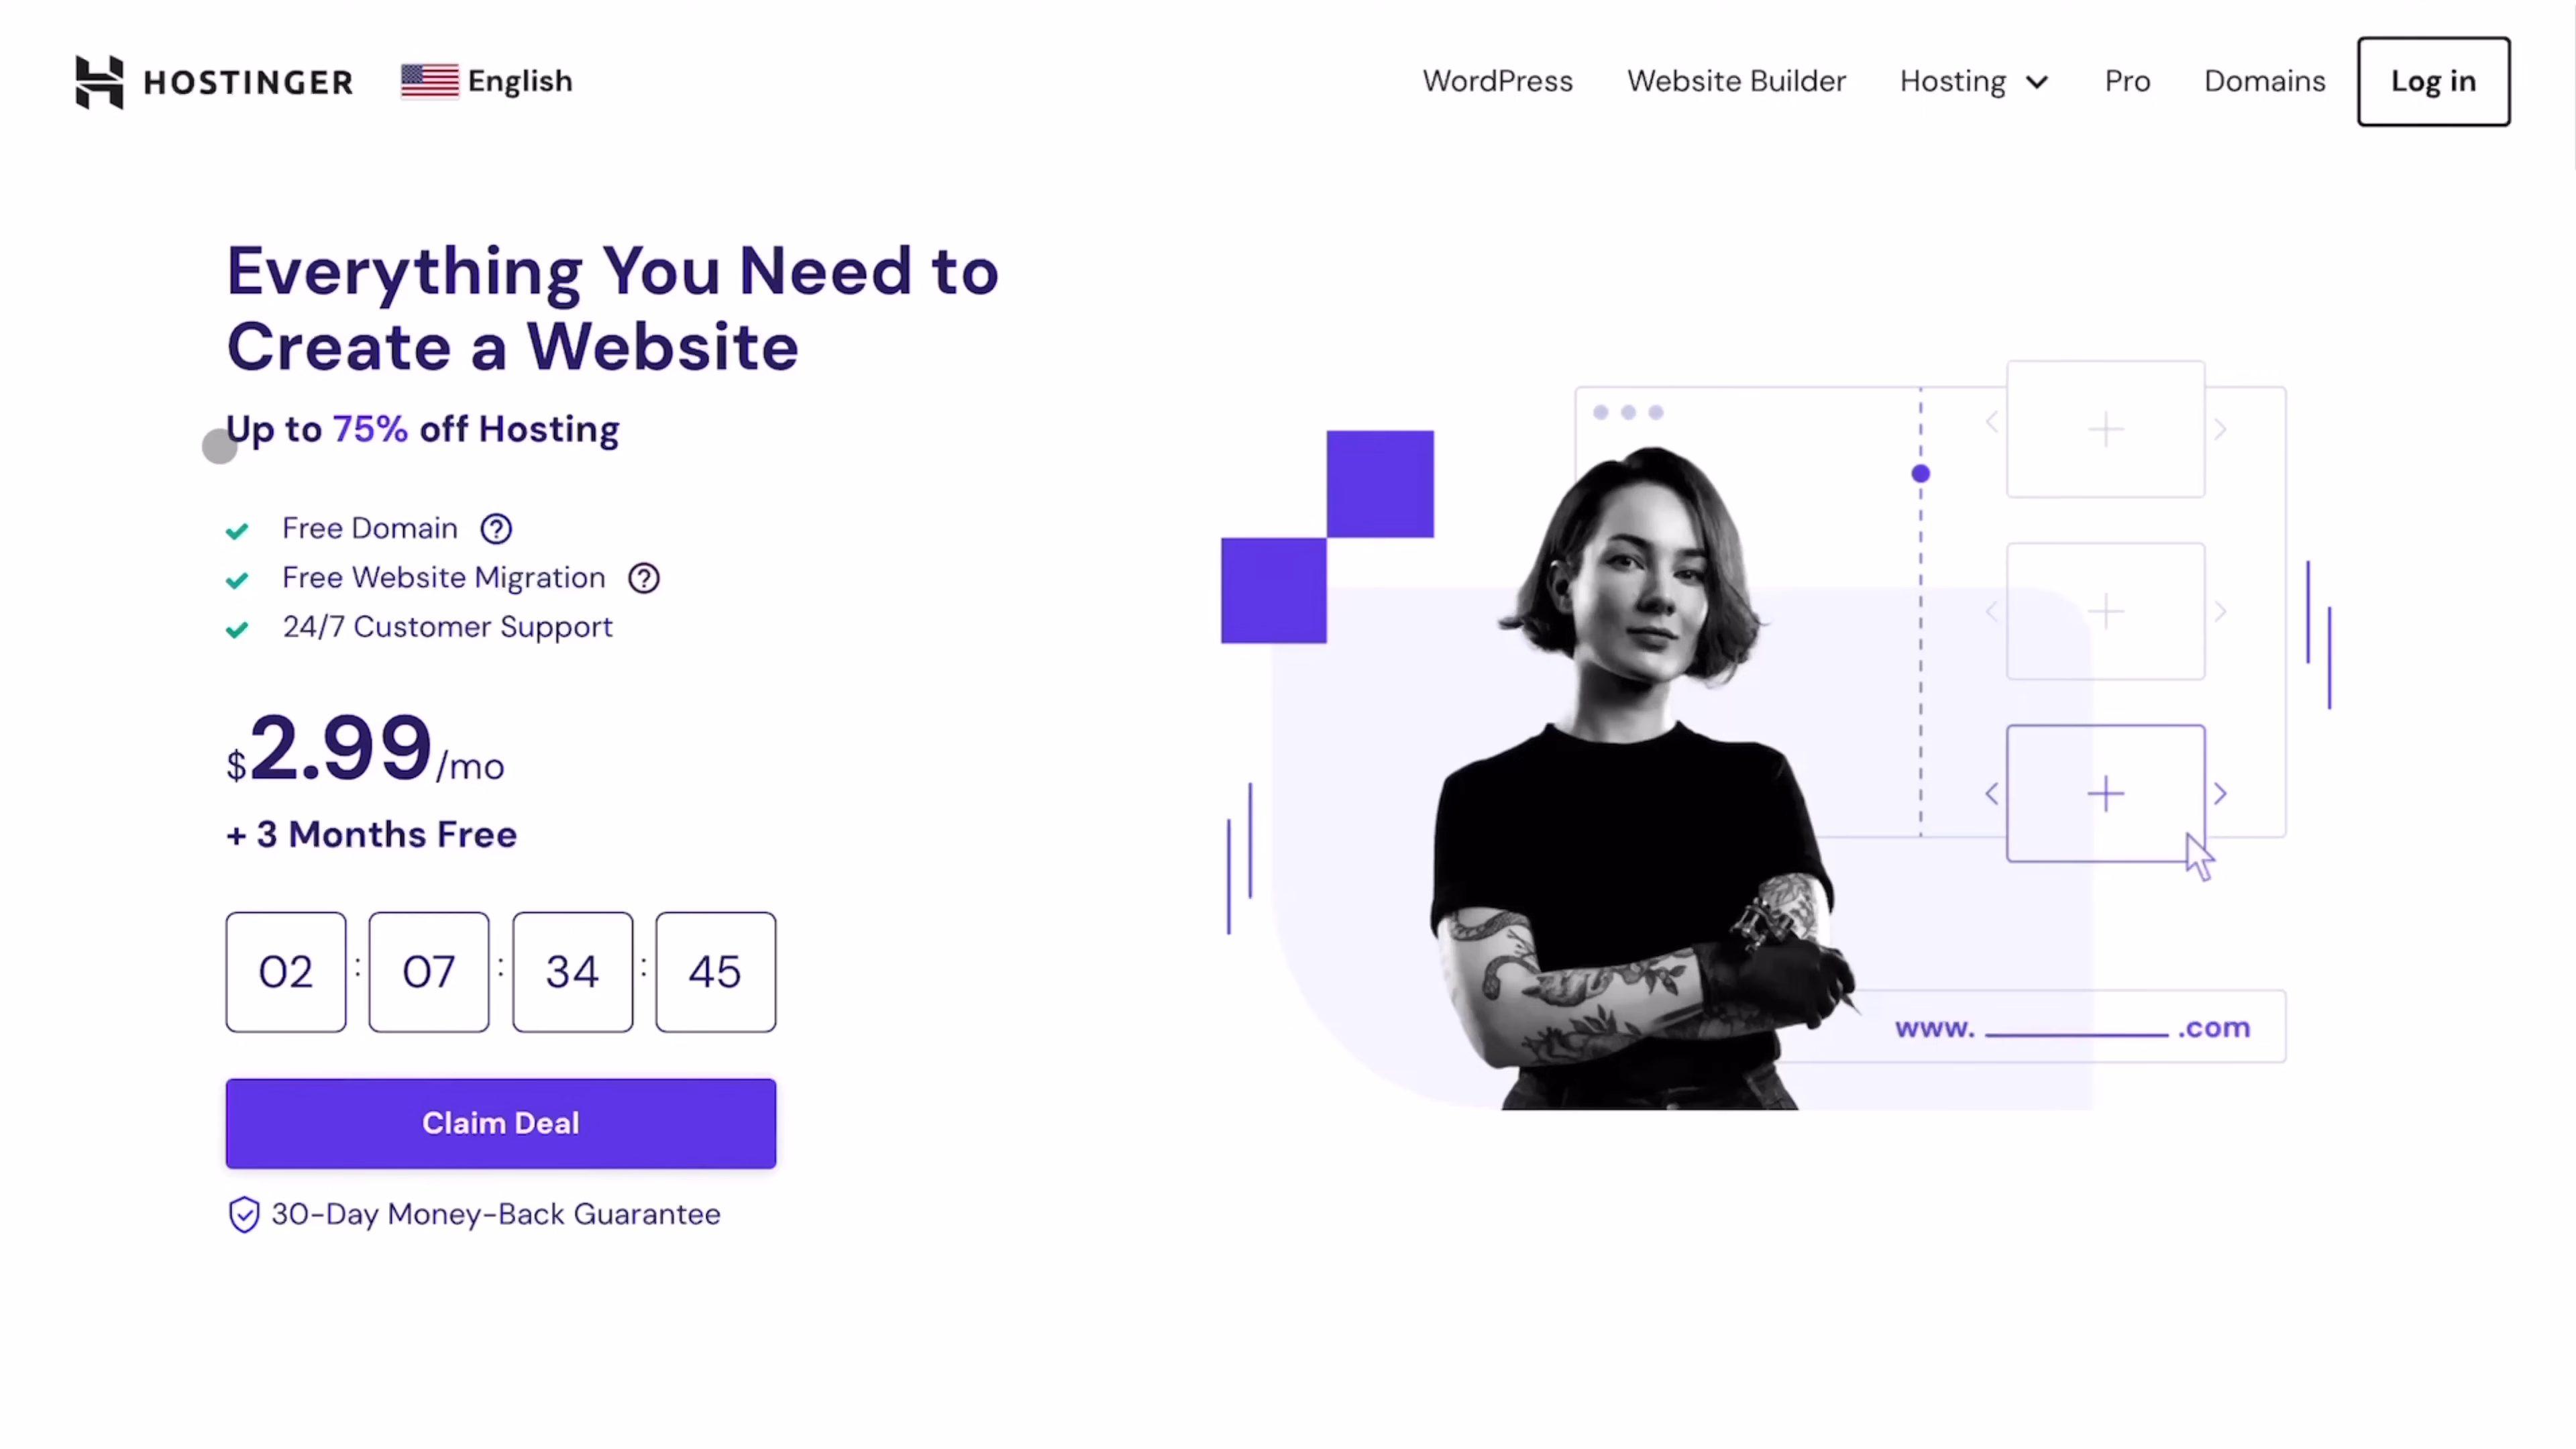 HOSTINGER
English
WordPress
Website Builder
Hosting
Pro
Domains
Log in
Everything You Need to
Create a Website
Up to 75% off Hosting
Free Domain
Free Website Migration
24/7 Customer Support
$2.99/mo
+ 3 Months Free
02 : 07 : 34 : 45
Claim Deal
30-Day Money-Back Guarantee
www. ________ .com